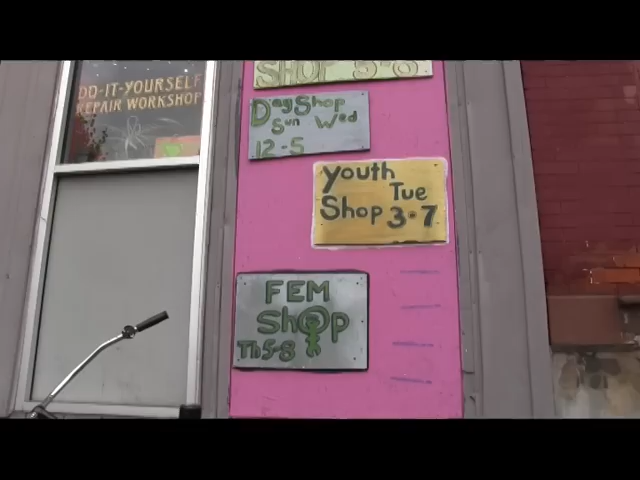 DO-IT-YOURSELF
REPAIR WORKSHOP
SHOP 5-8
Day Shop
Sun Wed
12-5
Youth
Tue
Shop 3-7
FEM
Shop
Th 5-8